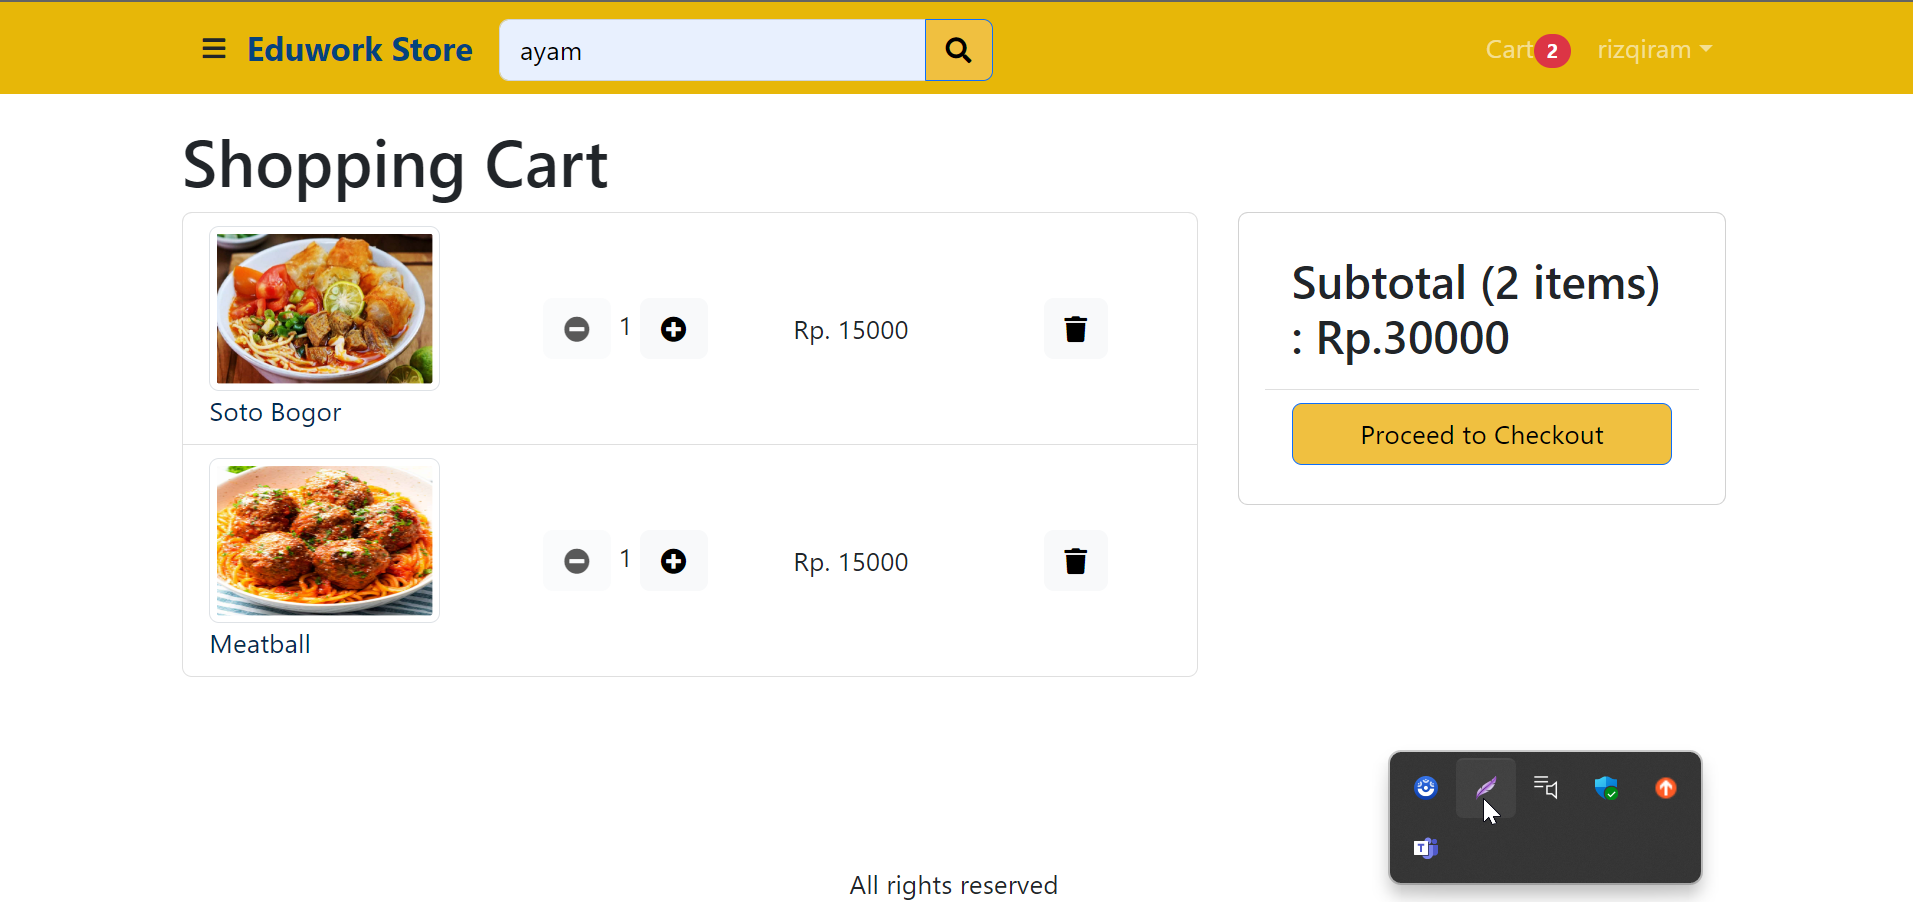 Eduwork Store
ayam
Cart 2
rizqiram
Shopping Cart
1
Rp. 15000
Soto Bogor
1
Rp. 15000
Meatball
Subtotal (2 items)
: Rp.30000
Proceed to Checkout
T
All rights reserved